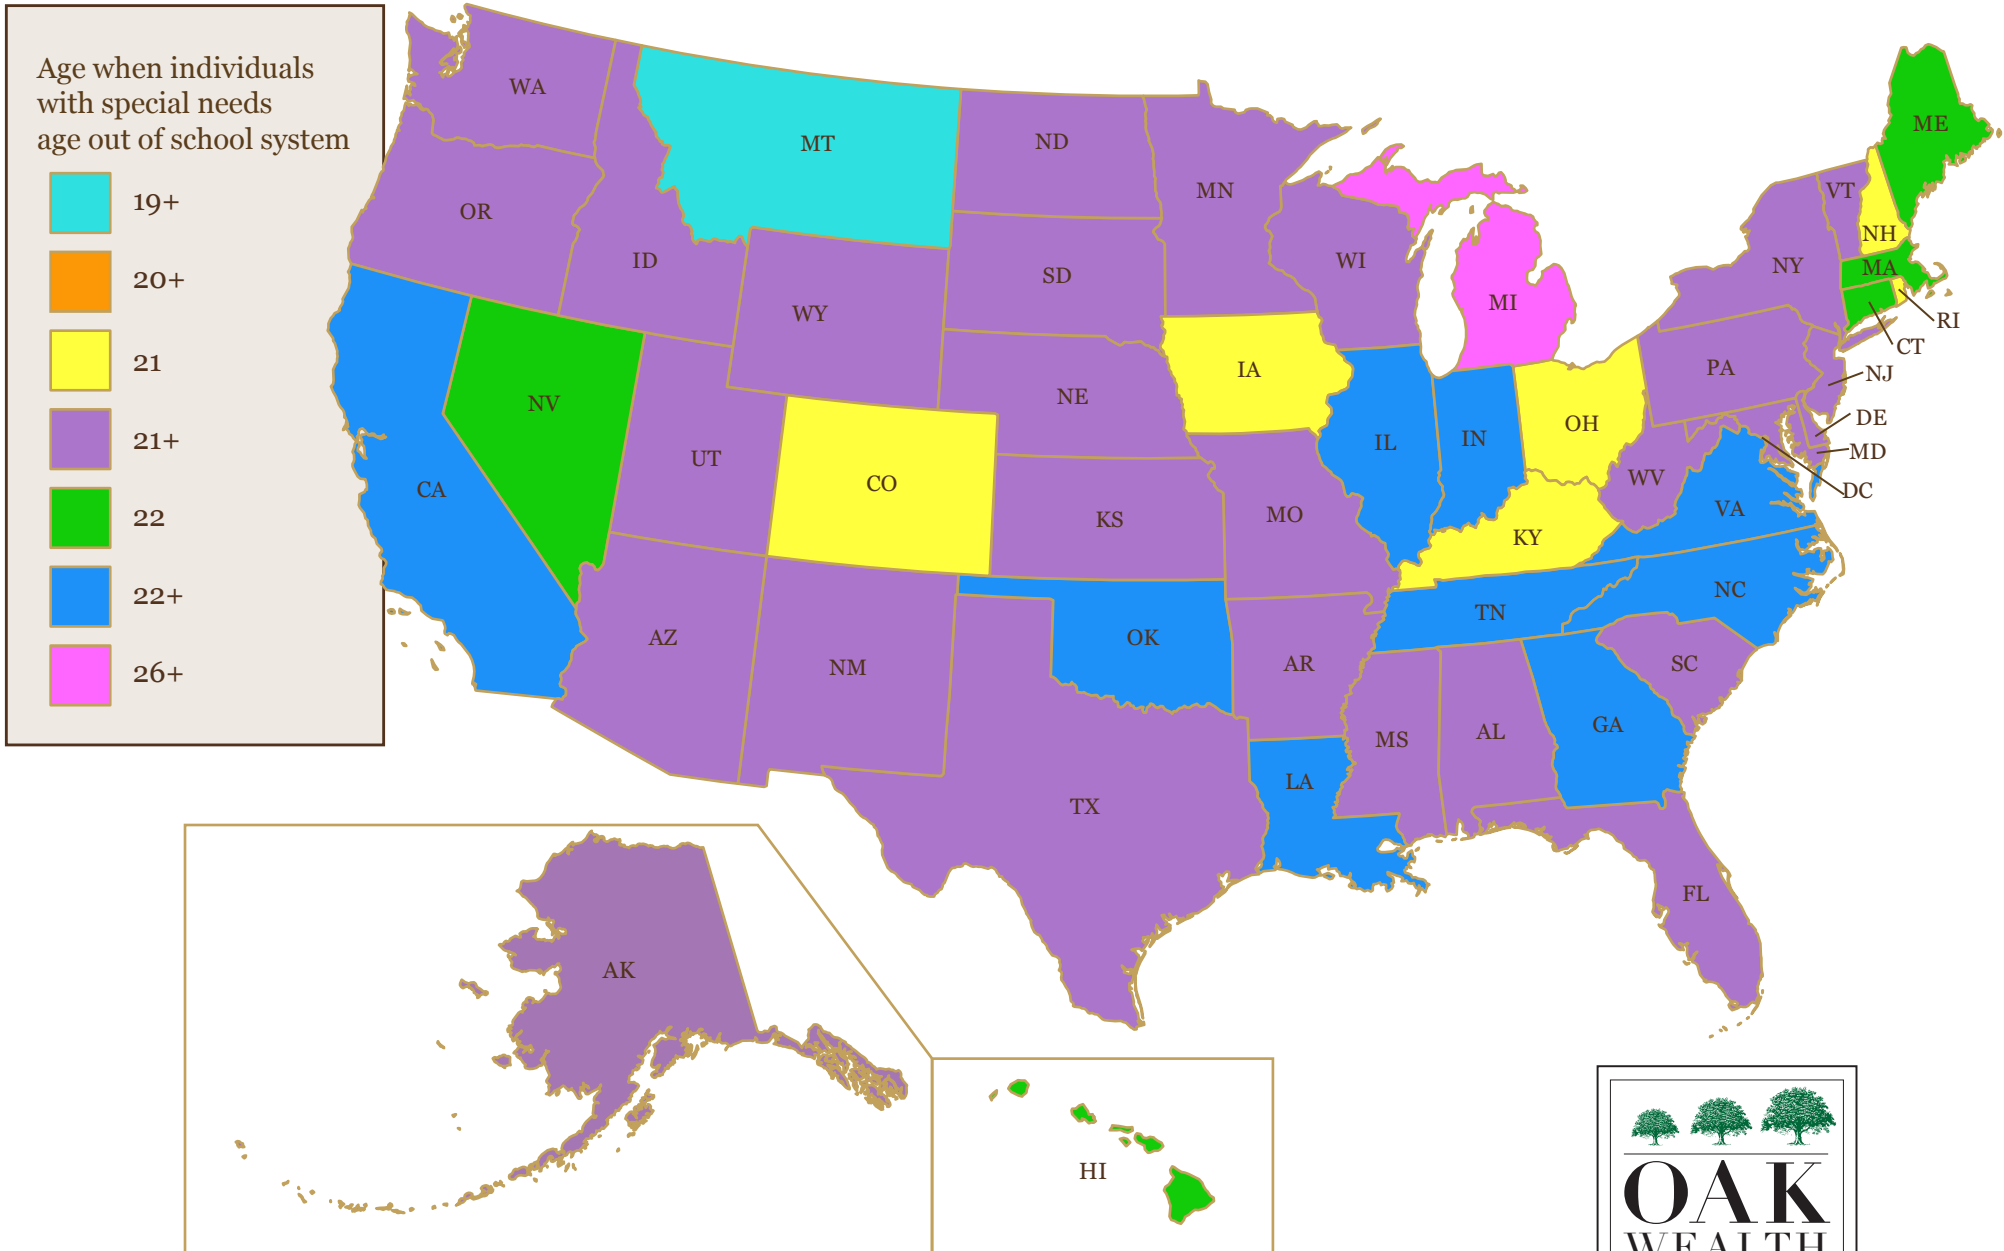 Age when individuals
with special needs
age out of school system
19+
20+
21
21+
22
22+
26+
WA
MT
ND
MN
ME
OR
ID
SD
WI
VT
NH
NY
MA
WY
MI
RI
CT
IA
PA
NJ
NE
NV
DE
OH
IL
IN
MD
UT
CO
WV
DC
CA
KS
MO
VA
KY
NC
TN
AZ
NM
OK
AR
SC
GA
MS
AL
LA
TX
FL
AK
HI
OAK
WEALTH